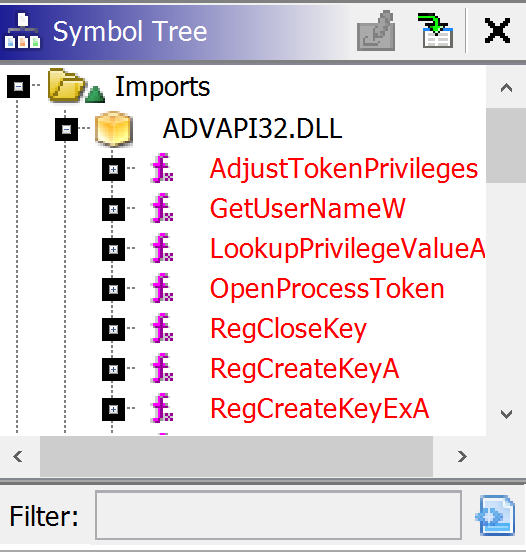 Symbol Tree
Imports
ADVAPI32.DLL
AdjustTokenPrivileges
GetUserNameW
LookupPrivilegeValueA
OpenProcessToken
RegCloseKey
RegCreateKeyA
RegCreateKeyExA
Filter: